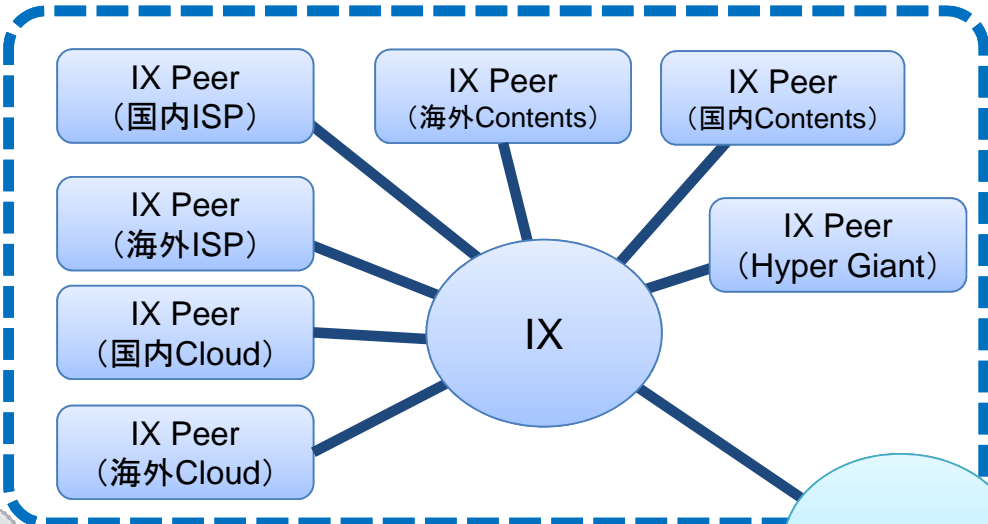 IX Peer
（国内ISP）
IX Peer
（海外Contents）
IX Peer
（国内Contents）
IX Peer
（海外ISP）
IX Peer
（Hyper Giant）
IX Peer
（国内Cloud）
IX
IX Peer
（海外Cloud）